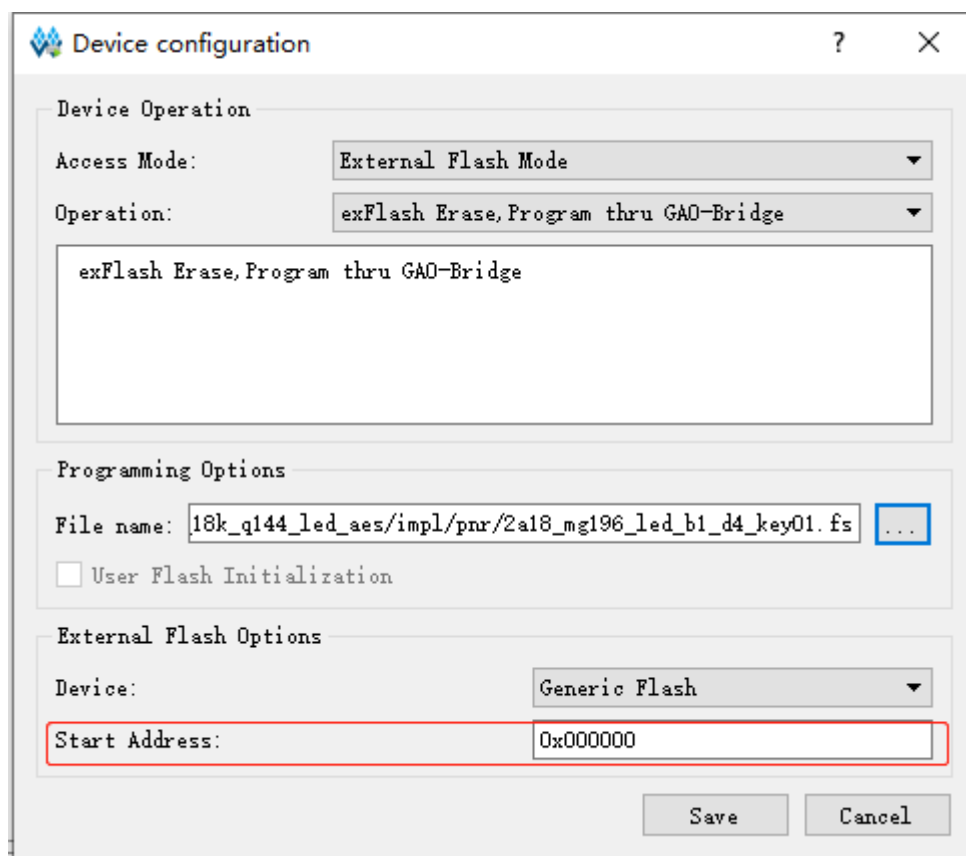 Device configuration ? ×
Device Operation
Access Mode: External Flash Mode
Operation: exFlash Erase,Program thru GAO-Bridge
exFlash Erase,Program thru GAO-Bridge
Programming Options
File name: 18k_q144_led_aes/impl/pnr/2a18_mg196_led_b1_d4_key01.fs ...
User Flash Initialization
External Flash Options
Device: Generic Flash
Start Address: 0x000000
Save Cancel